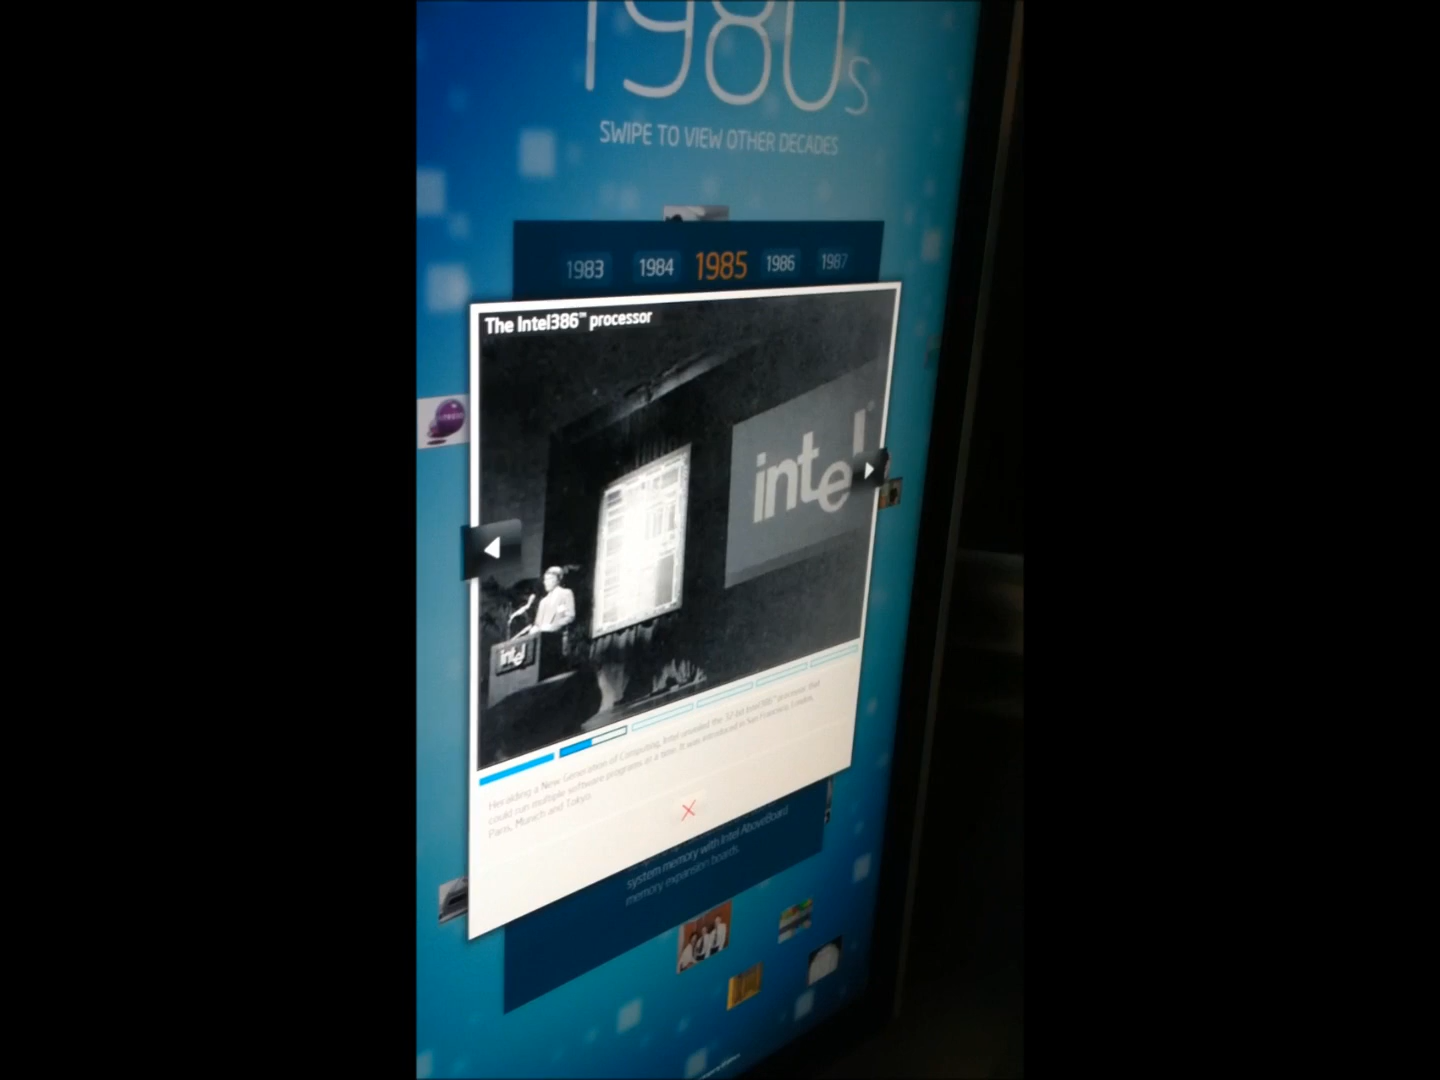 1980s
SWIPE TO VIEW OTHER DECADES
1983 1984 1985 1986 1987
The Intel386™ processor
intel®
intel
Heralding a New Generation of Computing, Intel unveiled the 32-bit Intel386™ processor, that
could run multiple software programs at a time. It was introduced in San Francisco, London,
Paris, Munich and Tokyo
system memory with Intel AboveBoard
memory expansion boards.